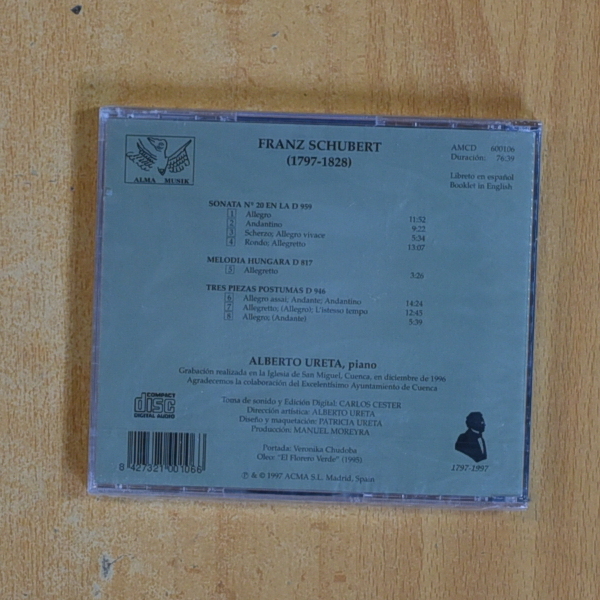 FRANZ SCHUBERT
(1797-1828)
AMCD 600106
Duración: 76:39
Libreto en español
Booklet in English
ALMA MUSIK
SONATA Nº 20 EN LA D 959
1 Allegro 11:52
2 Andantino 9:22
3 Scherzo; Allegro vivace 5:34
4 Rondo; Allegretto 13:07
MELODIA HUNGARA D 817
5 Allegretto 3:26
TRES PIEZAS POSTUMAS D 946
6 Allegro assai; Andante; Andantino 14:24
7 Allegretto; (Allegro); L'istesso tempo 12:45
8 Allegro; (Andante) 5:39
ALBERTO URETA, piano
Grabación realizada en la Iglesia de San Miguel, Cuenca, en diciembre de 1996
Agradecemos la colaboración del Excelentísimo Ayuntamiento de Cuenca
Toma de sonido y Edición Digital: CARLOS CESTER
Dirección artística: ALBERTO URETA
Diseño y maquetación: PATRICIA URETA
Producción: MANUEL MOREYRA
Portada: Veronika Chudoba
Oleo: "El Florero Verde" (1995)
℗ & © 1997 ACMA S.L. Madrid, Spain
COMPACT
disc
DIGITAL AUDIO
8 427321 001066
1797-1997